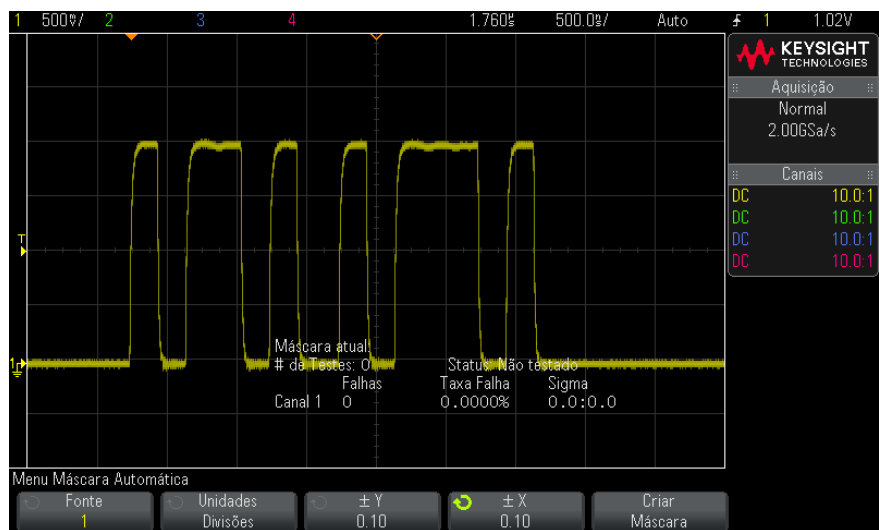 1 500♈/ 2 3 4 1.760s 500.0s/ Auto 1 1.02V
KEYSIGHT
TECHNOLOGIES
Aquisição
Normal
2.00GSa/s
Canais
DC 10.0:1
DC 10.0:1
DC 10.0:1
DC 10.0:1
T
1
Máscara atual:
# de Testes: 0 Status: Não testado
Falhas Taxa Falha Sigma
Canal 1 0 0.0000% 0.0:0.0
Menu Máscara Automática
Fonte Unidades ± Y ± X Criar
1 Divisões 0.10 0.10 Máscara